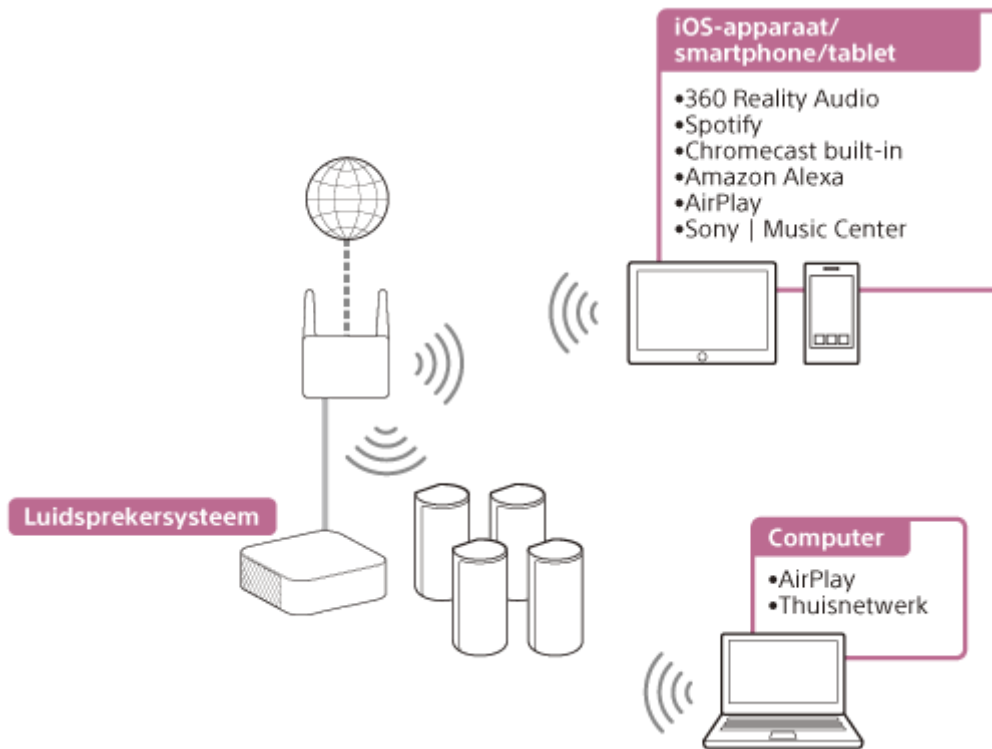 iOS-apparaat/
smartphone/tablet
•360 Reality Audio
•Spotify
•Chromecast built-in
•Amazon Alexa
•AirPlay
•Sony | Music Center
Luidsprekersysteem
Computer
•AirPlay
•Thuisnetwerk